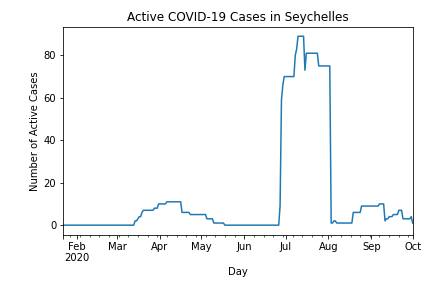 Active COVID-19 Cases in Seychelles
Number of Active Cases
80
60
40
20
0
Feb Mar Apr May Jun Jul Aug Sep Oct
2020
Day